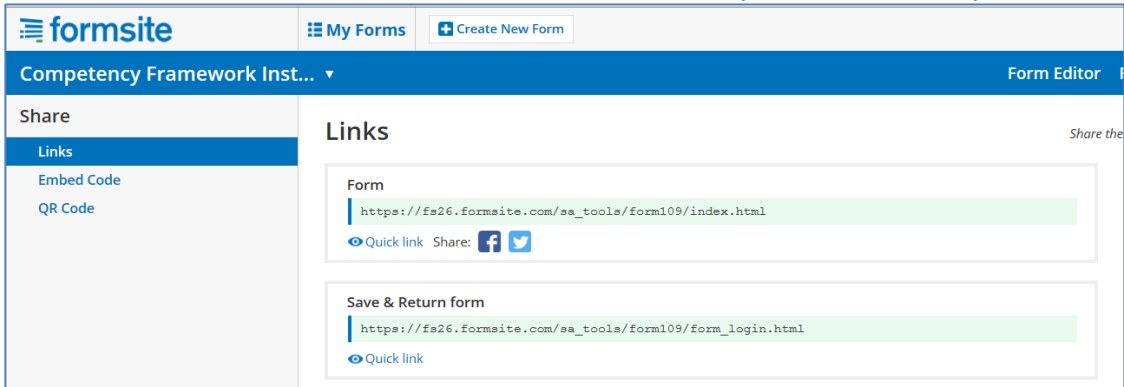 formsite
My Forms
Create New Form
Competency Framework Inst...
Form Editor
Share
Links
Embed Code
QR Code
Links
Share the
Form
https://fs26.formsite.com/sa_tools/form109/index.html
Quick link Share:
Save & Return form
https://fs26.formsite.com/sa_tools/form109/form_login.html
Quick link